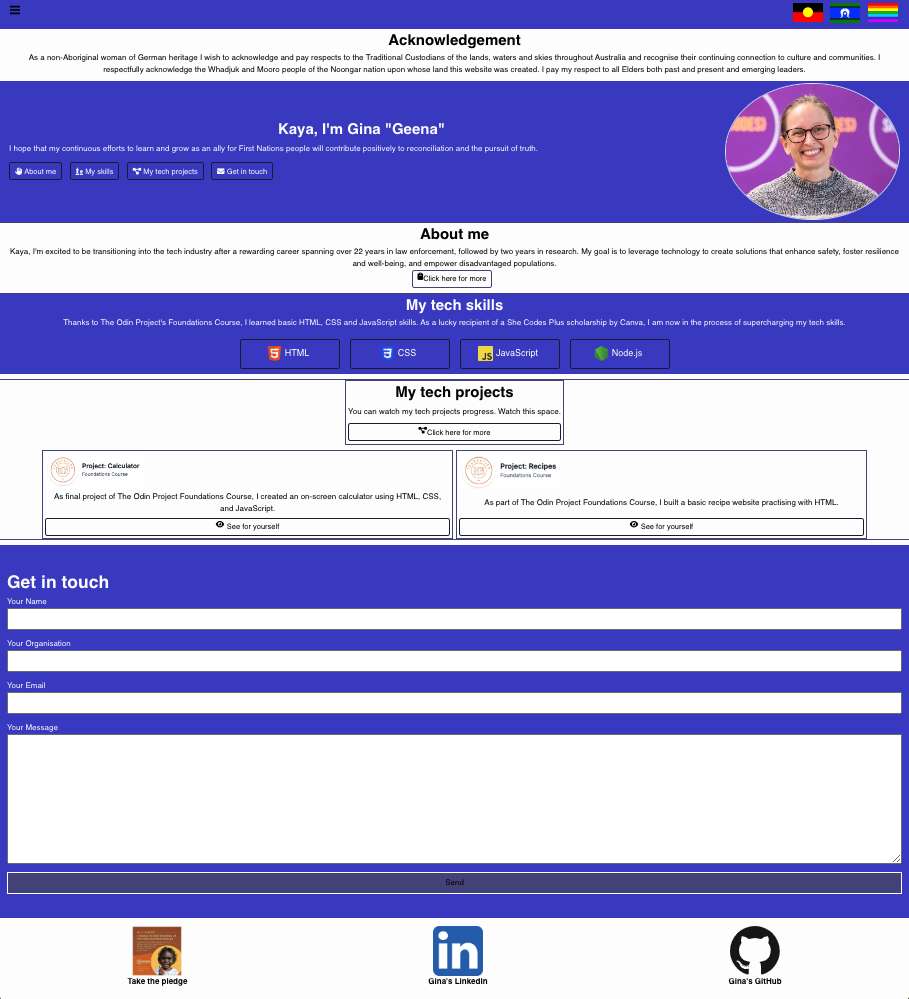 Acknowledgement
As a non-Aboriginal woman of German heritage I wish to acknowledge and pay respects to the Traditional Custodians of the lands, waters and skies throughout Australia and recognise their continuing connection to culture and communities. I
respectfully acknowledge the Whadjuk and Mooro people of the Noongar nation upon whose land this website was created. I pay my respect to all Elders both past and present and emerging leaders.
Kaya, I'm Gina "Geena"
I hope that my continuous efforts to learn and grow as an ally for First Nations people will contribute positively to reconciliation and the pursuit of truth.
About me My skills My tech projects Get in touch
About me
Kaya, I'm excited to be transitioning into the tech industry after a rewarding career spanning over 22 years in law enforcement, followed by two years in research. My goal is to leverage technology to create solutions that enhance safety, foster resilience
and well-being, and empower disadvantaged populations.
Click here for more
My tech skills
Thanks to The Odin Project's Foundations Course, I learned basic HTML, CSS and JavaScript skills. As a lucky recipient of a She Codes Plus scholarship by Canva, I am now in the process of supercharging my tech skills.
HTML CSS JS JavaScript Node.js
My tech projects
You can watch my tech projects progress. Watch this space.
Click here for more
Project: Calculator
Foundations Course
As final project of The Odin Project Foundations Course, I created an on-screen calculator using HTML, CSS,
and JavaScript.
See for yourself
Project: Recipes
Foundations Course
As part of The Odin Project Foundations Course, I built a basic recipe website practising with HTML.
See for yourself
Get in touch
Your Name
Your Organisation
Your Email
Your Message
Send
in
Take the pledge Gina's LinkedIn Gina's GitHub